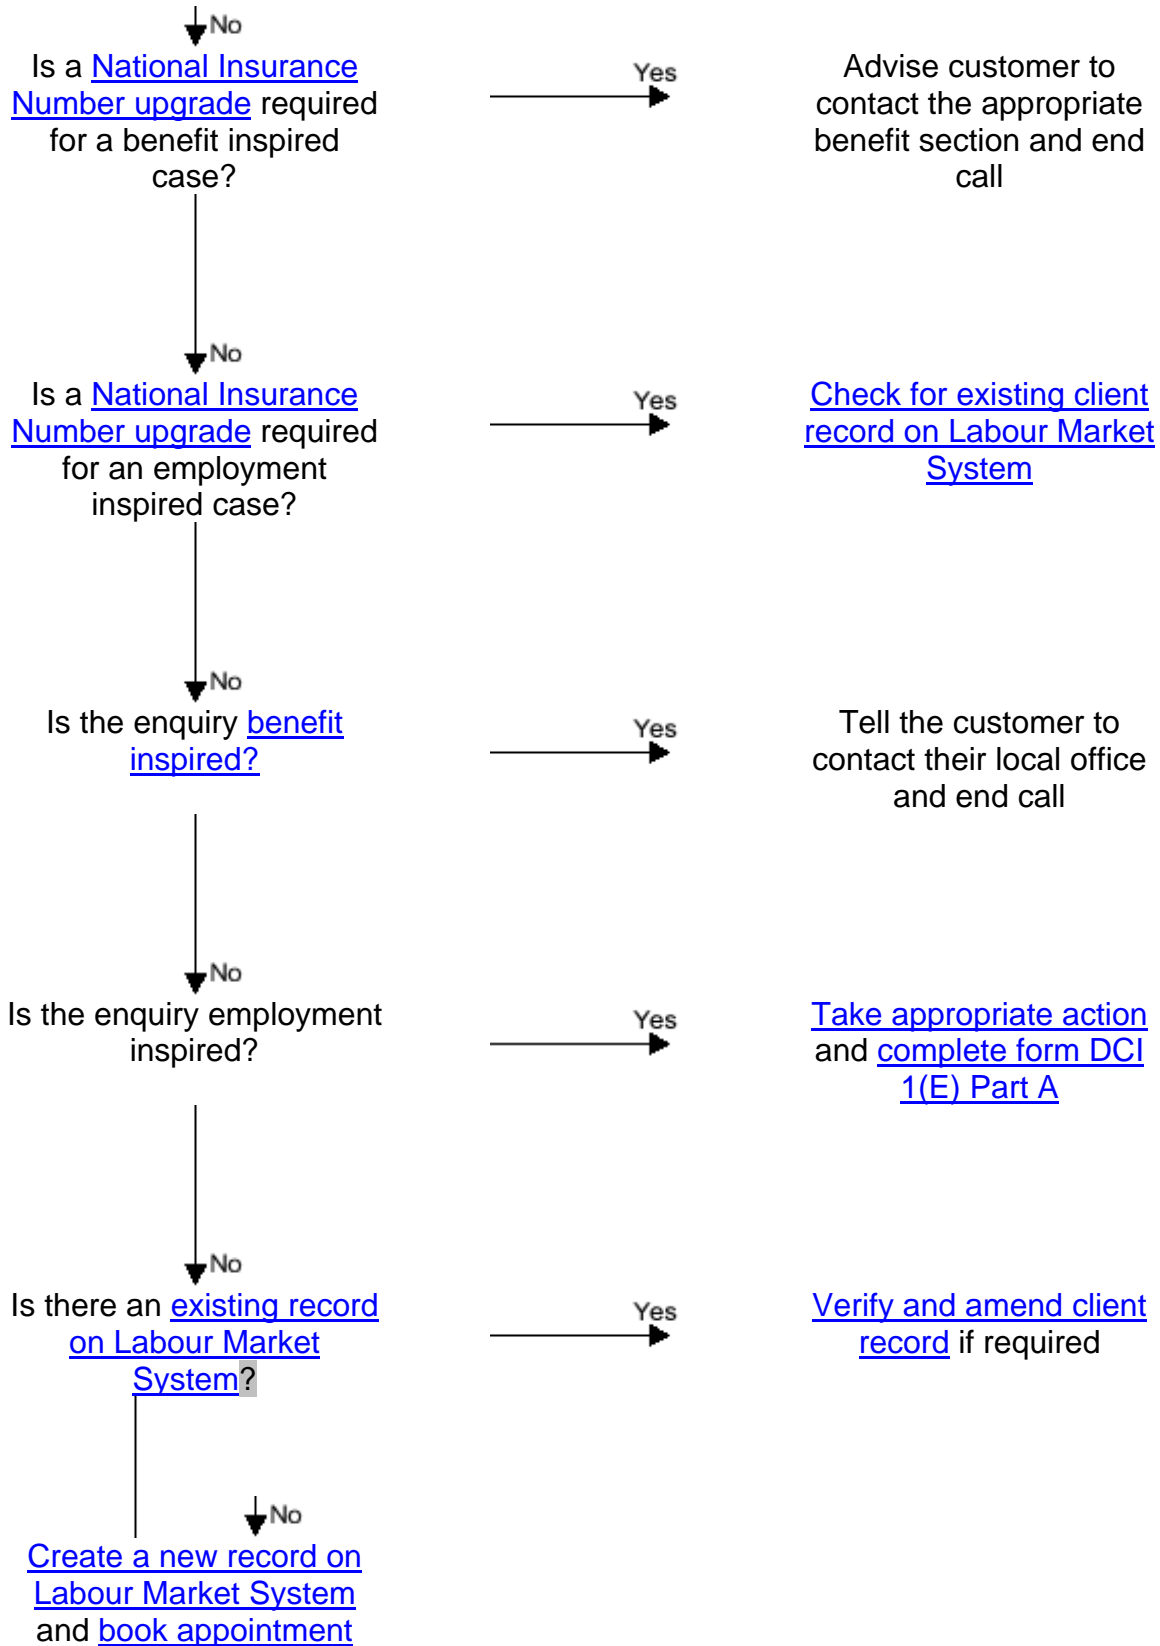 No
Is a National Insurance
Number upgrade required
for a benefit inspired
case?
Yes
Advise customer to
contact the appropriate
benefit section and end
call
No
Is a National Insurance
Number upgrade required
for an employment
inspired case?
Yes
Check for existing client
record on Labour Market
System
No
Is the enquiry benefit
inspired?
Yes
Tell the customer to
contact their local office
and end call
No
Is the enquiry employment
inspired?
Yes
Take appropriate action
and complete form DCI
1(E) Part A
No
Is there an existing record
on Labour Market
System?
Yes
Verify and amend client
record if required
No
Create a new record on
Labour Market System
and book appointment